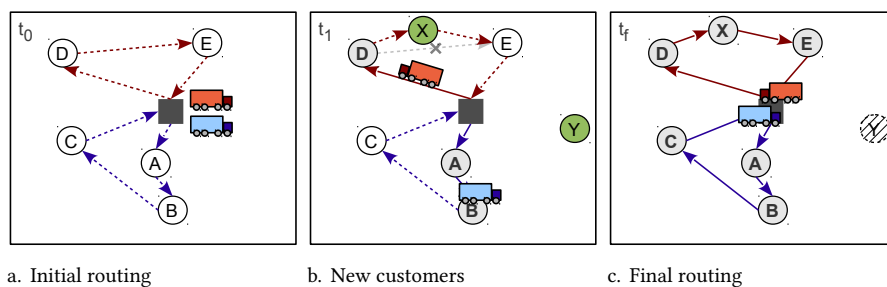 t0
D
E
C
A
B
a. Initial routing
t1
X
D
E
Y
C
A
B
b. New customers
tf
X
D
E
Y
C
A
B
c. Final routing